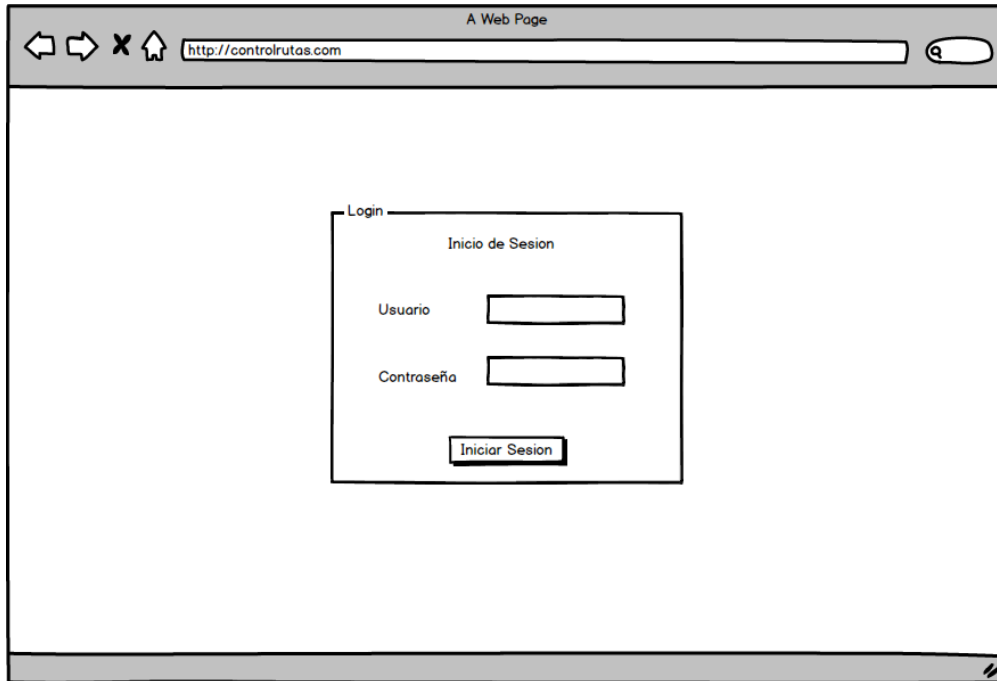 A Web Page
http://controlrutas.com
Login
Inicio de Sesion
Usuario
Contraseña
Iniciar Sesion